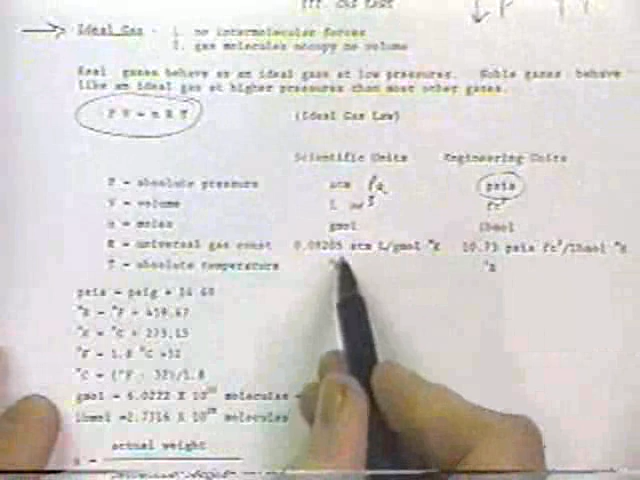 III. GAS LAWS
Ideal Gas - 1. no intermolecular forces
2. gas molecules occupy no volume
Real gases behave as an ideal gas at low pressures. Noble gases behave
like an ideal gas at higher pressures than most other gases.
P V = n R T (Ideal Gas Law)
Scientific Units Engineering Units
P = absolute pressure atm Pa psia
V = volume L ft³
n = moles gmol lbmol
R = universal gas const 0.08205 atm L/gmol °K 10.73 psia ft³/lbmol °R
T = absolute temperature °R
psia = psig + 14.69
°R = °F + 459.67
°K = °C + 273.15
°F = 1.8 °C +32
°C = (°F - 32)/1.8
gmol = 6.0222 X 10²³ molecules
lbmol =2.7316 X 10²⁶ molecules
actual weight